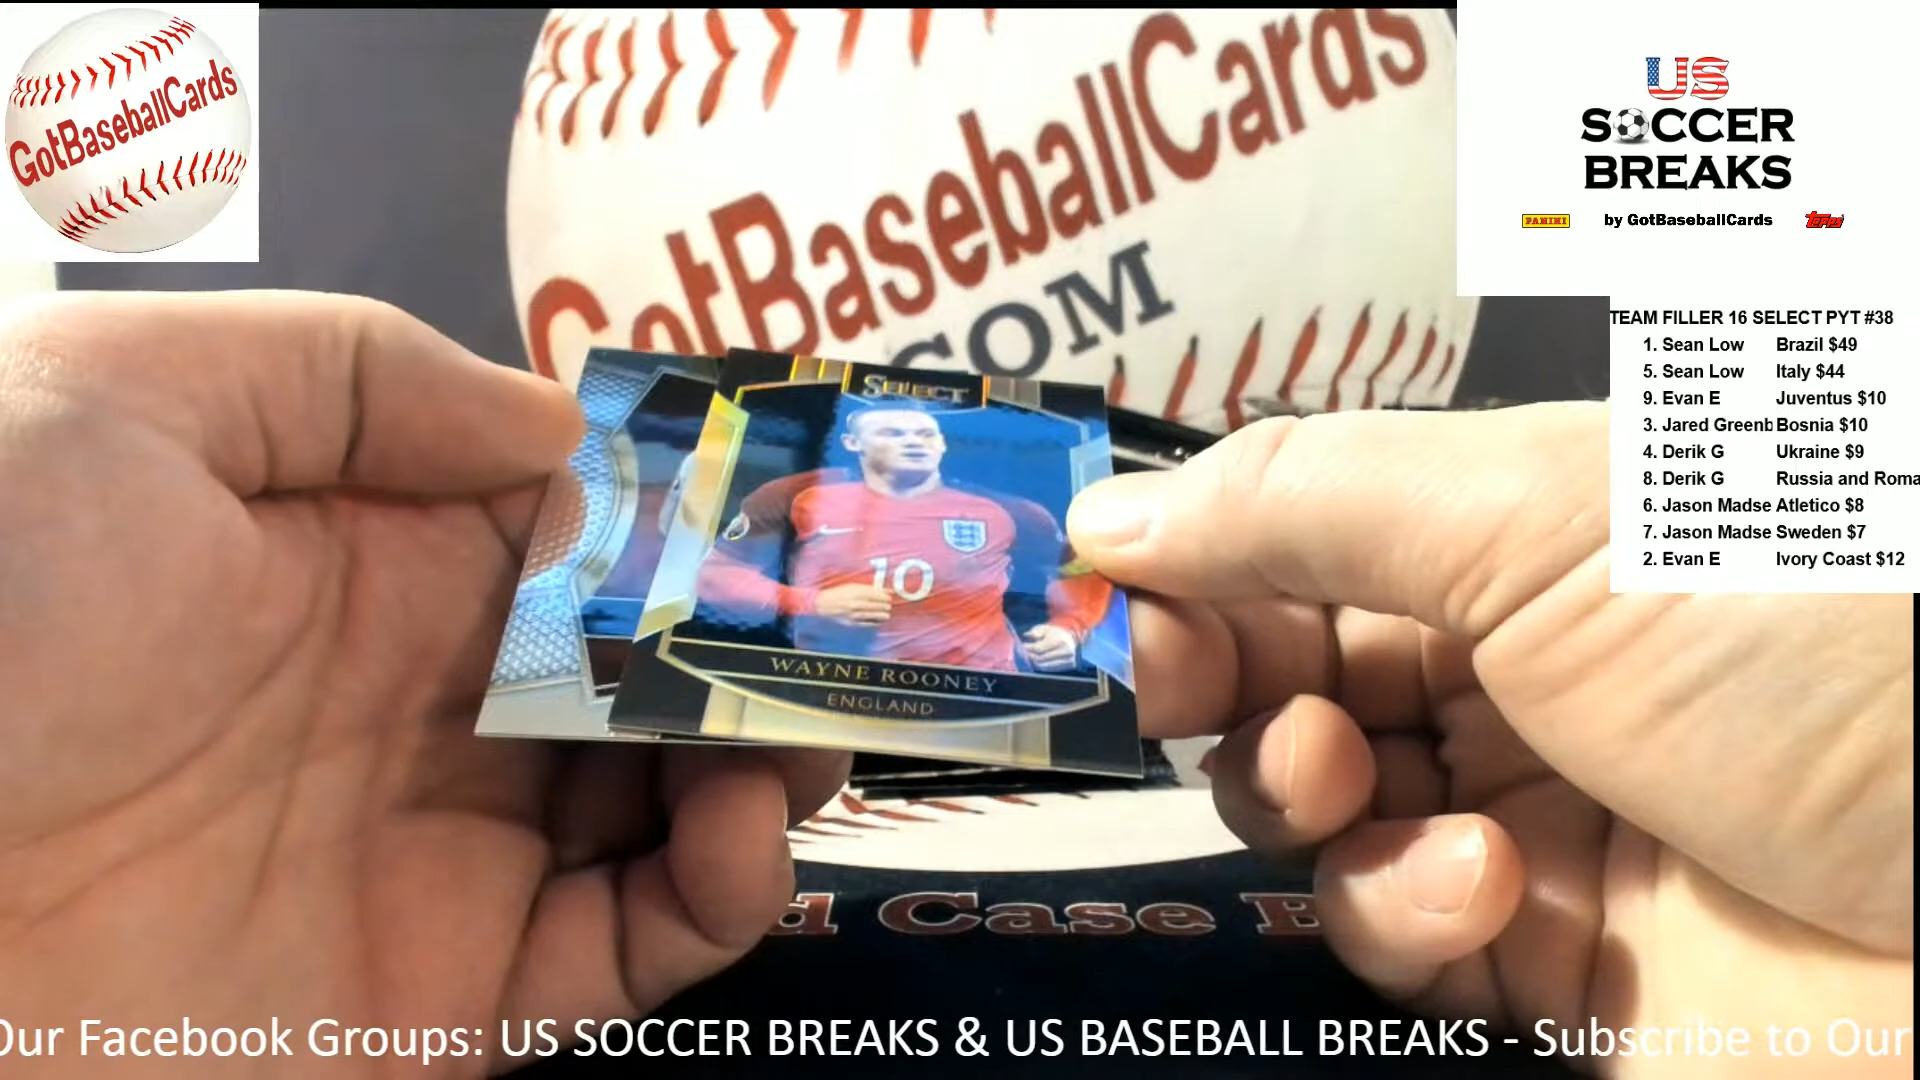 GotBaseballCards
GotBaseballCards
.COM
US
SOCCER
BREAKS
PANINI by GotBaseballCards Topps
TEAM FILLER 16 SELECT PYT #38
1. Sean Low Brazil $49
5. Sean Low Italy $44
9. Evan E Juventus $10
3. Jared Greenb Bosnia $10
4. Derik G Ukraine $9
8. Derik G Russia and Roma
6. Jason Madse Atletico $8
7. Jason Madse Sweden $7
2. Evan E Ivory Coast $12
SELECT
10
WAYNE ROONEY
ENGLAND
d Case B
Our Facebook Groups: US SOCCER BREAKS & US BASEBALL BREAKS - Subscribe to Our